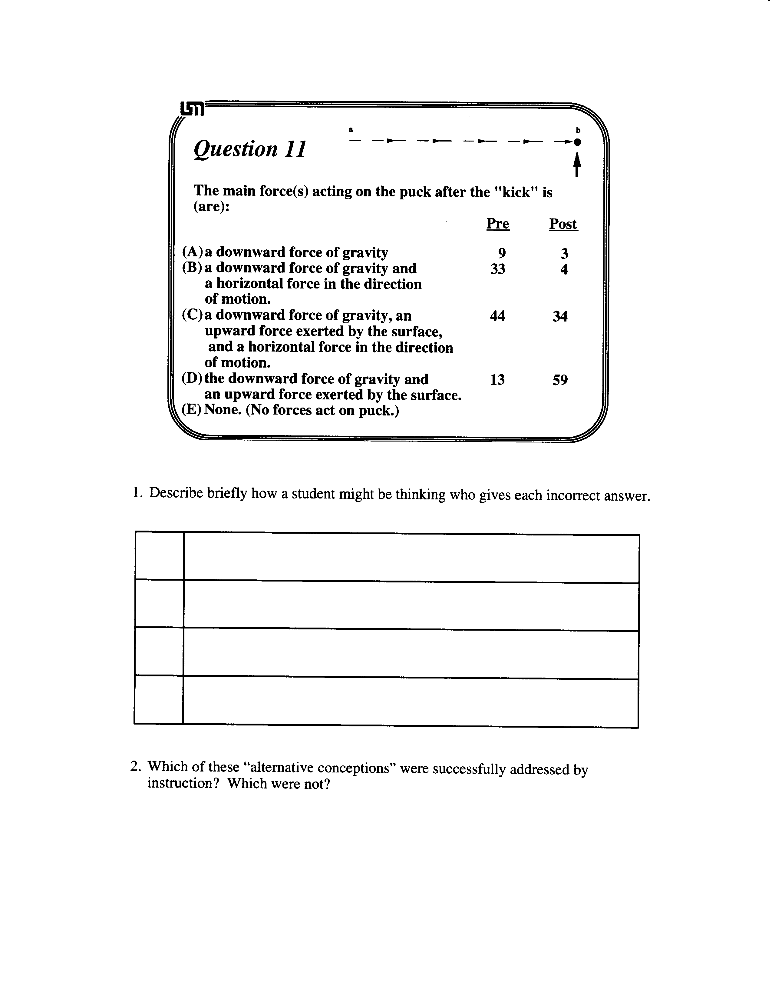 a b
Question 11
The main force(s) acting on the puck after the "kick" is
(are):
Pre Post
(A) a downward force of gravity 9 3
(B) a downward force of gravity and 33 4
a horizontal force in the direction
of motion.
(C) a downward force of gravity, an 44 34
upward force exerted by the surface,
and a horizontal force in the direction
of motion.
(D) the downward force of gravity and 13 59
an upward force exerted by the surface.
(E) None. (No forces act on puck.)
1. Describe briefly how a student might be thinking who gives each incorrect answer.
2. Which of these “alternative conceptions” were successfully addressed by
instruction? Which were not?